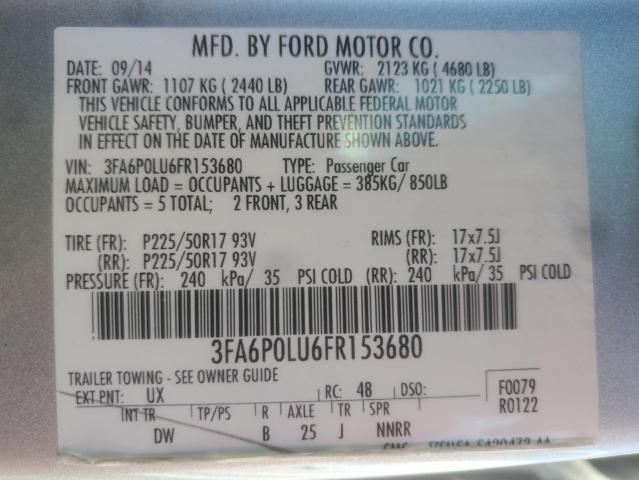 MFD. BY FORD MOTOR CO.
DATE: 09/14 GVWR: 2123 KG (4680 LB)
FRONT GAWR: 1107 KG (2440 LB) REAR GAWR: 1021 KG (2250 LB)
THIS VEHICLE CONFORMS TO ALL APPLICABLE FEDERAL MOTOR
VEHICLE SAFETY, BUMPER, AND THEFT PREVENTION STANDARDS
IN EFFECT ON THE DATE OF MANUFACTURE SHOWN ABOVE.
VIN: 3FA6P0LU6FR153680 TYPE: Passenger Car
MAXIMUM LOAD = OCCUPANTS + LUGGAGE = 385KG/ 850LB
OCCUPANTS = 5 TOTAL; 2 FRONT, 3 REAR
TIRE (FR): P225/50R17 93V RIMS (FR): 17x7.5J
(RR): P225/50R17 93V (RR): 17x7.5J
PRESSURE (FR): 240 kPa/ 35 PSI COLD (RR): 240 kPa/ 35 PSI COLD
3FA6P0LU6FR153680
TRAILER TOWING - SEE OWNER GUIDE
EXT PNT: UX RC: 48 DSO: F0079
R0122
INT TR TP/PS R AXLE TR SPR
DW B 25 J NNRR